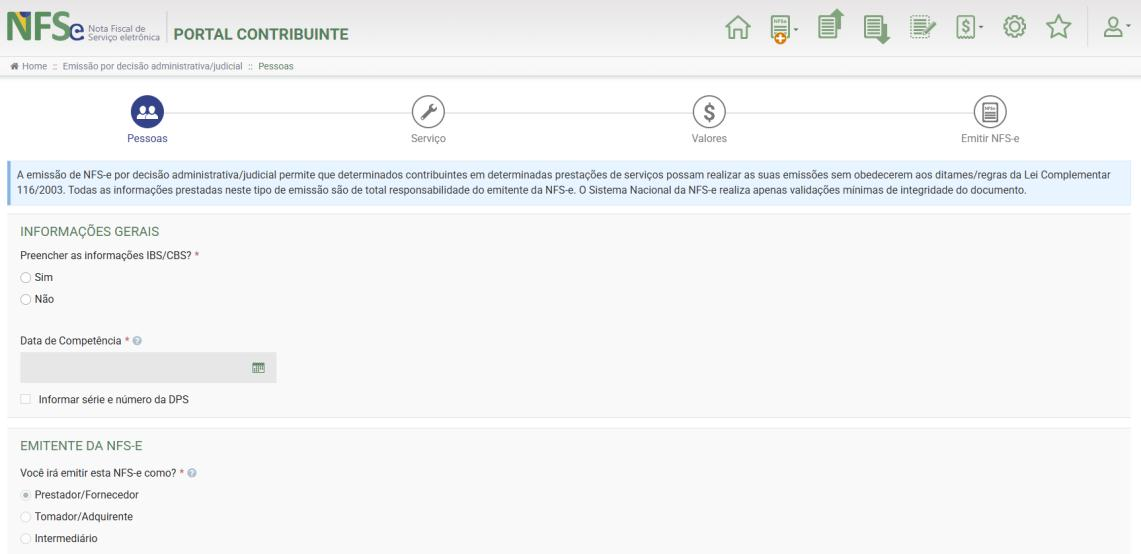 NFSe Nota Fiscal de
Serviço eletrônica
PORTAL CONTRIBUINTE
NFSe
$
Home :: Emissão por decisão administrativa/judicial :: Pessoas
$
NFSe
Pessoas
Serviço
Valores
Emitir NFS-e
A emissão de NFS-e por decisão administrativa/judicial permite que determinados contribuintes em determinadas prestações de serviços possam realizar as suas emissões sem obedecerem aos ditames/regras da Lei Complementar
116/2003. Todas as informações prestadas neste tipo de emissão são de total responsabilidade do emitente da NFS-e. O Sistema Nacional da NFS-e realiza apenas validações mínimas de integridade do documento.
INFORMAÇÕES GERAIS
Preencher as informações IBS/CBS? *
Sim
Não
Data de Competência * ?
Informar série e número da DPS
EMITENTE DA NFS-E
Você irá emitir esta NFS-e como? * ?
Prestador/Fornecedor
Tomador/Adquirente
Intermediário